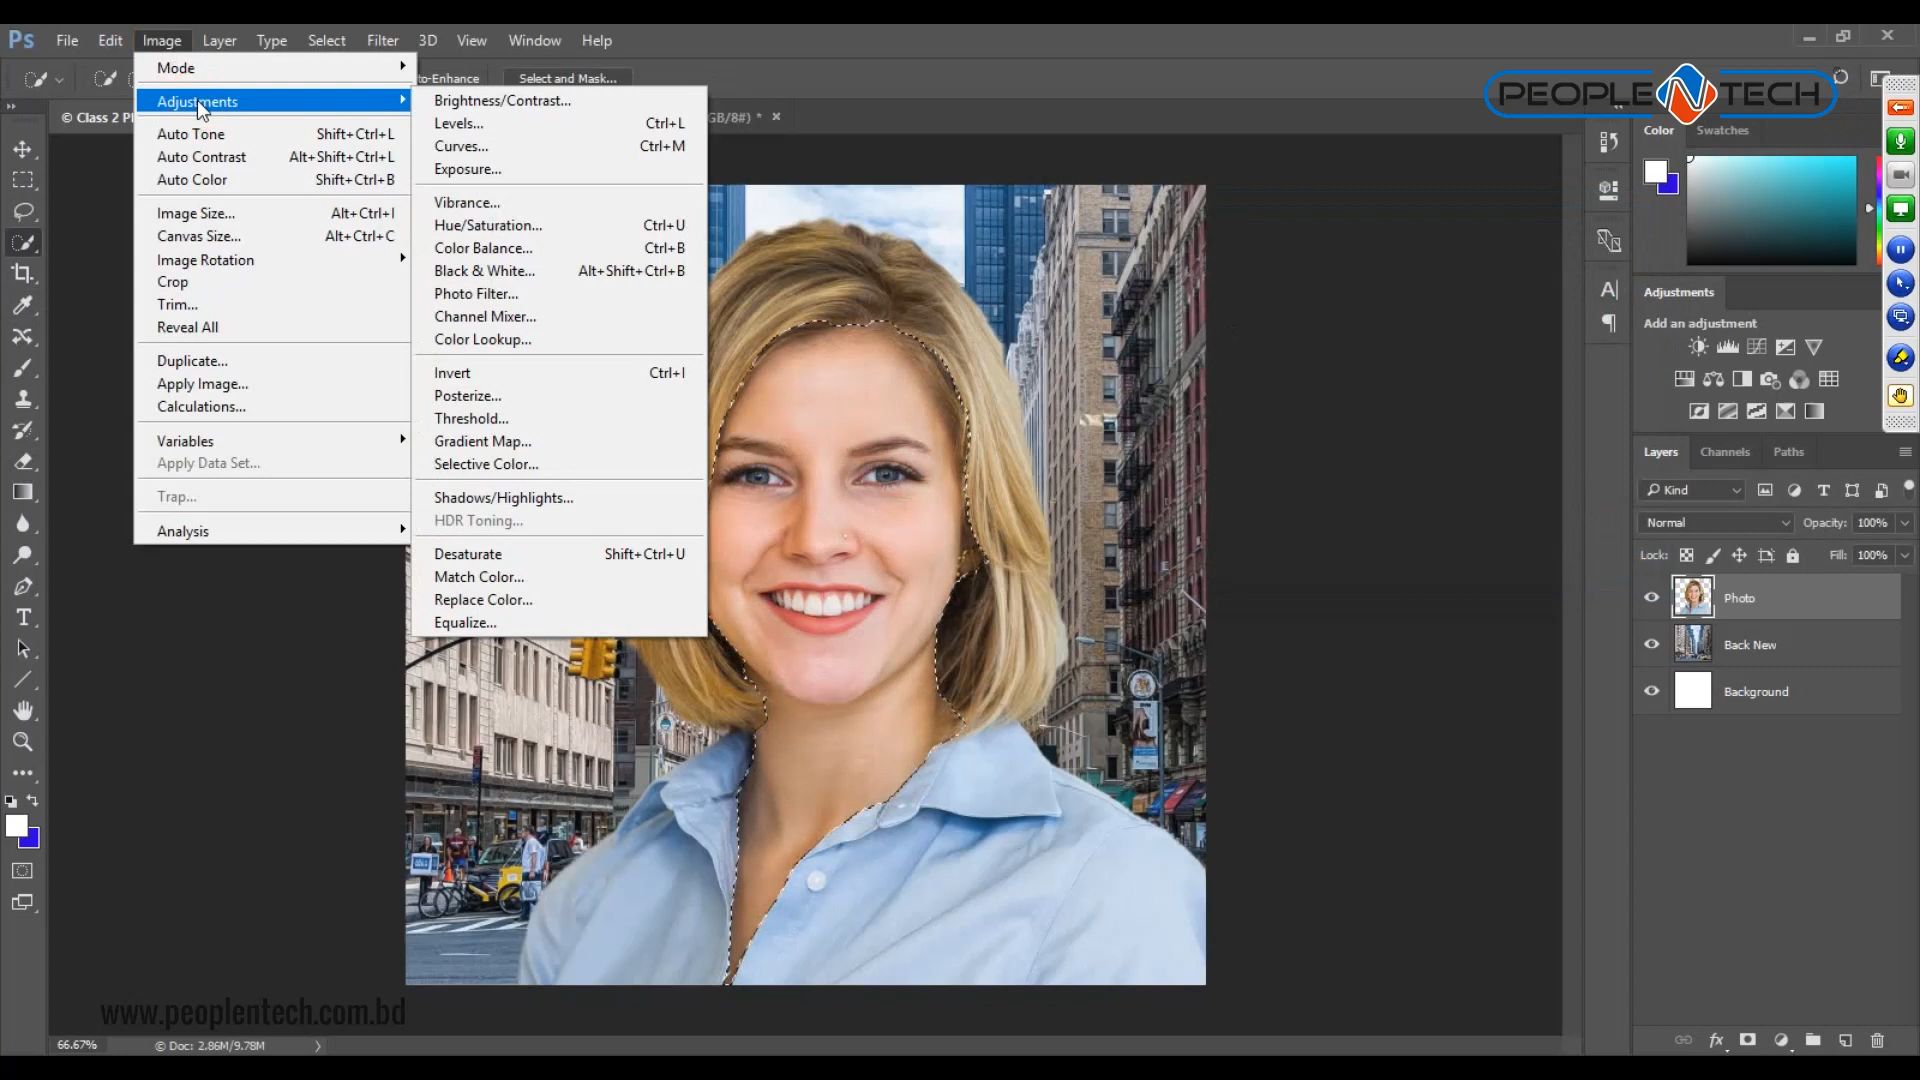 Ps File Edit Image Layer Type Select Filter 3D View Window Help
Mode
to-Enhance Select and Mask...
PEOPLE N TECH
Adjustments
Auto Tone Shift+Ctrl+L
Auto Contrast Alt+Shift+Ctrl+L
Auto Color Shift+Ctrl+B
Image Size... Alt+Ctrl+I
Canvas Size... Alt+Ctrl+C
Image Rotation
Crop
Trim...
Reveal All
Duplicate...
Apply Image...
Calculations...
Variables
Apply Data Set...
Trap...
Analysis
Brightness/Contrast...
Levels... Ctrl+L
Curves... Ctrl+M
Exposure...
Vibrance...
Hue/Saturation... Ctrl+U
Color Balance... Ctrl+B
Black & White... Alt+Shift+Ctrl+B
Photo Filter...
Channel Mixer...
Color Lookup...
Invert Ctrl+I
Posterize...
Threshold...
Gradient Map...
Selective Color...
Shadows/Highlights...
HDR Toning...
Desaturate Shift+Ctrl+U
Match Color...
Replace Color...
Equalize...
© Class 2 P
GB/8#) * ×
Color Swatches
Adjustments
Add an adjustment
Layers Channels Paths
Kind
Normal Opacity: 100%
Lock: Fill: 100%
Photo
Back New
Background
www.peoplentech.com.bd
66.67% © Doc: 2.86M/9.78M